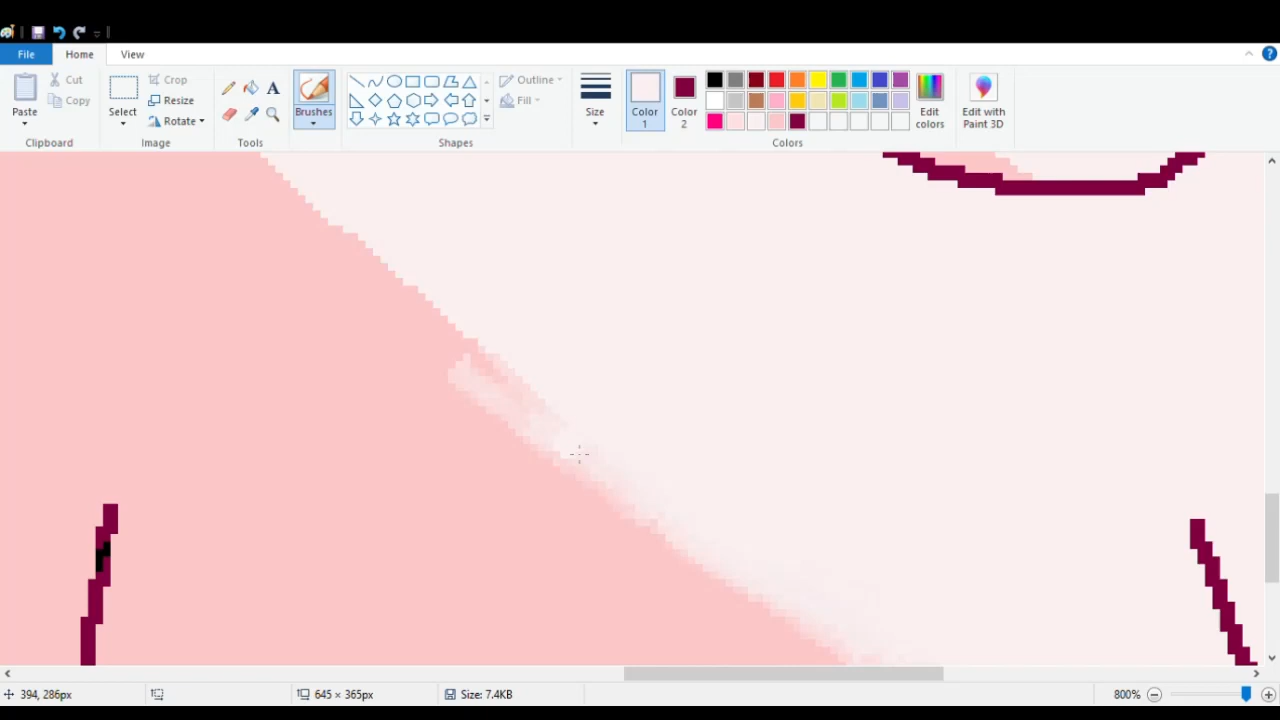 File Home View
Paste
Cut
Copy
Clipboard
Select
Crop
Resize
Rotate
Image
A
Tools
Brushes
Outline
Fill
Shapes
Size
Color
1
Color
2
Edit
colors
Colors
Edit with
Paint 3D
?
394, 286px
645 × 365px
Size: 7.4KB
800%